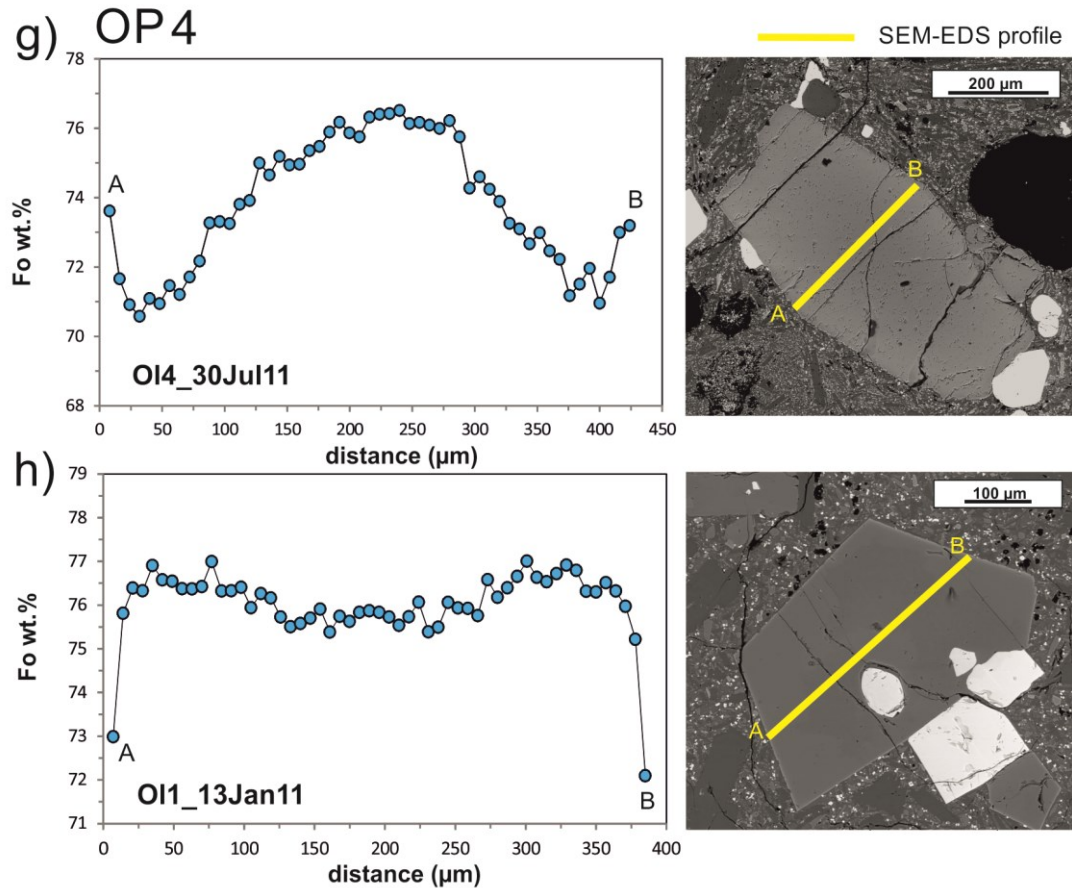 g) OP 4
SEM-EDS profile
78
76
74
72
70
68
Fo wt.%
A
B
Ol4_30Jul11
0 50 100 150 200 250 300 350 400 450
distance (µm)
200 µm
B
A
h)
79
78
77
76
75
74
73
72
71
Fo wt.%
A
B
Ol1_13Jan11
0 50 100 150 200 250 300 350 400
distance (µm)
100 µm
B
A